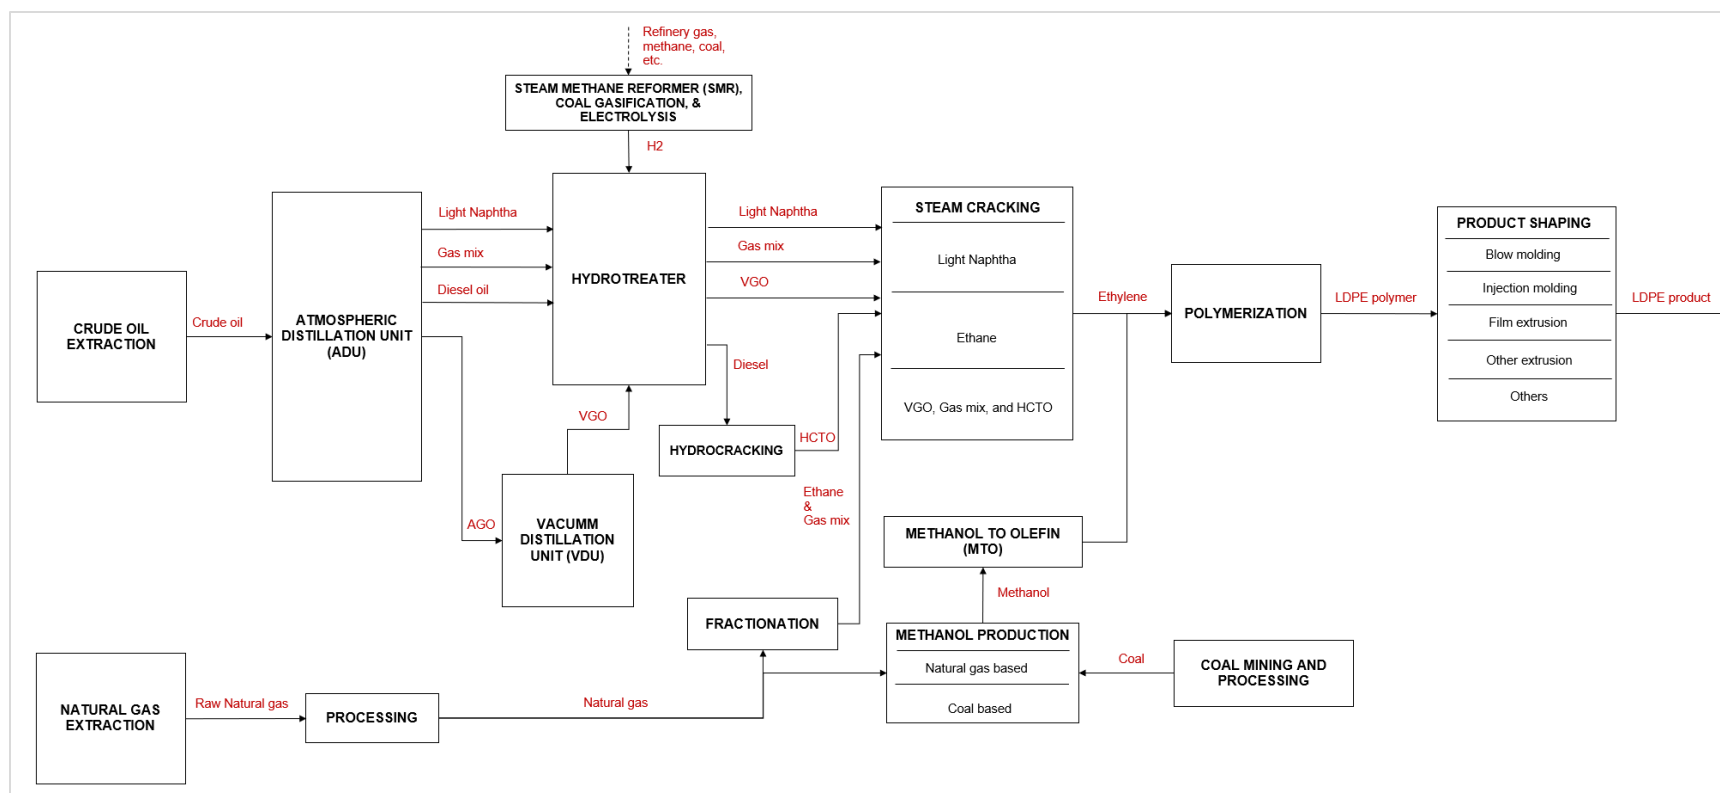 Refinery gas,
methane, coal,
etc.
STEAM METHANE REFORMER (SMR),
COAL GASIFICATION, &
ELECTROLYSIS
H2
Light Naphtha
Gas mix
Diesel oil
HYDROTREATER
Light Naphtha
Gas mix
VGO
STEAM CRACKING
Light Naphtha
Ethane
VGO, Gas mix, and HCTO
CRUDE OIL
EXTRACTION
Crude oil
ATMOSPHERIC
DISTILLATION UNIT
(ADU)
Ethylene
POLYMERIZATION
LDPE polymer
PRODUCT SHAPING
Blow molding
Injection molding
Film extrusion
Other extrusion
Others
LDPE product
Diesel
VGO
HYDROCRACKING
HCTO
AGO
VACUMM
DISTILLATION
UNIT (VDU)
Ethane
&
Gas mix
METHANOL TO OLEFIN
(MTO)
Methanol
FRACTIONATION
METHANOL PRODUCTION
Natural gas based
Coal based
Coal
COAL MINING AND
PROCESSING
NATURAL GAS
EXTRACTION
Raw Natural gas
PROCESSING
Natural gas